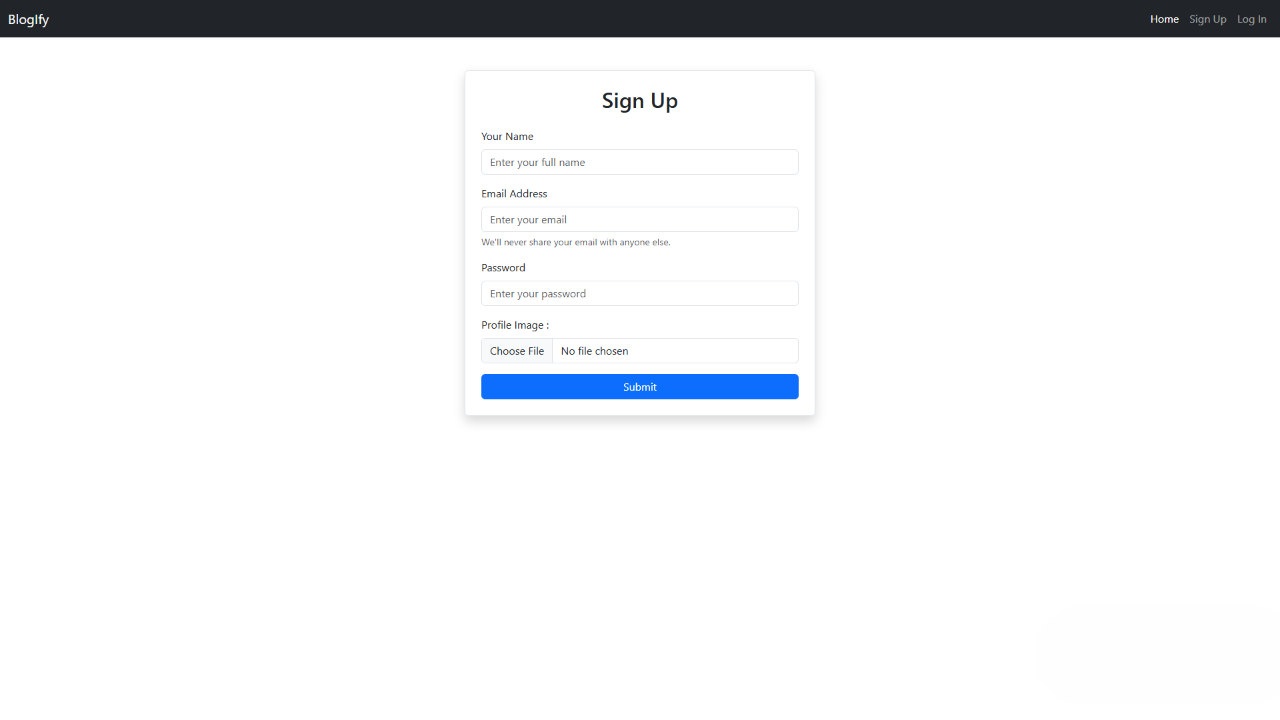 BlogIfy
Home Sign Up Log In
Sign Up
Your Name
Enter your full name
Email Address
Enter your email
We'll never share your email with anyone else.
Password
Enter your password
Profile Image :
Choose File No file chosen
Submit